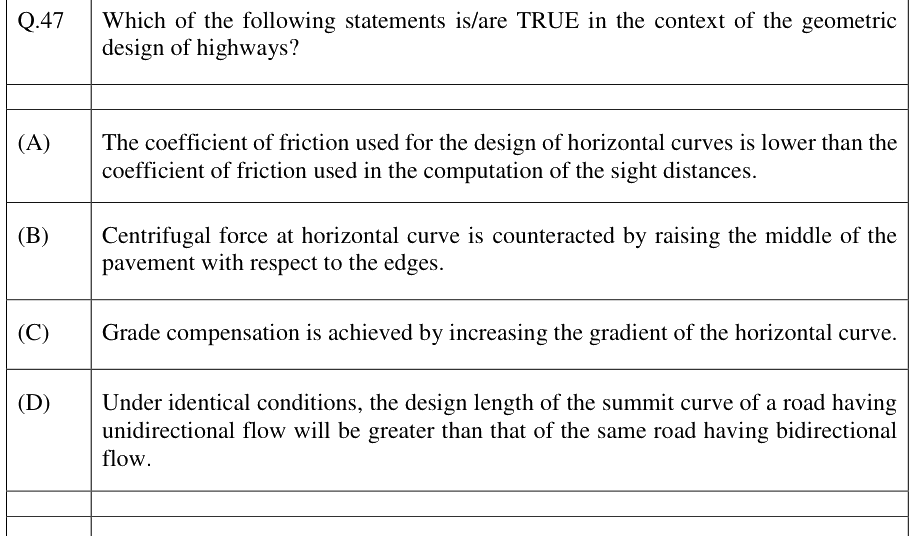 Q.47 Which of the following statements is/are TRUE in the context of the geometric
design of highways?
(A) The coefficient of friction used for the design of horizontal curves is lower than the
coefficient of friction used in the computation of the sight distances.
(B) Centrifugal force at horizontal curve is counteracted by raising the middle of the
pavement with respect to the edges.
(C) Grade compensation is achieved by increasing the gradient of the horizontal curve.
(D) Under identical conditions, the design length of the summit curve of a road having
unidirectional flow will be greater than that of the same road having bidirectional
flow.